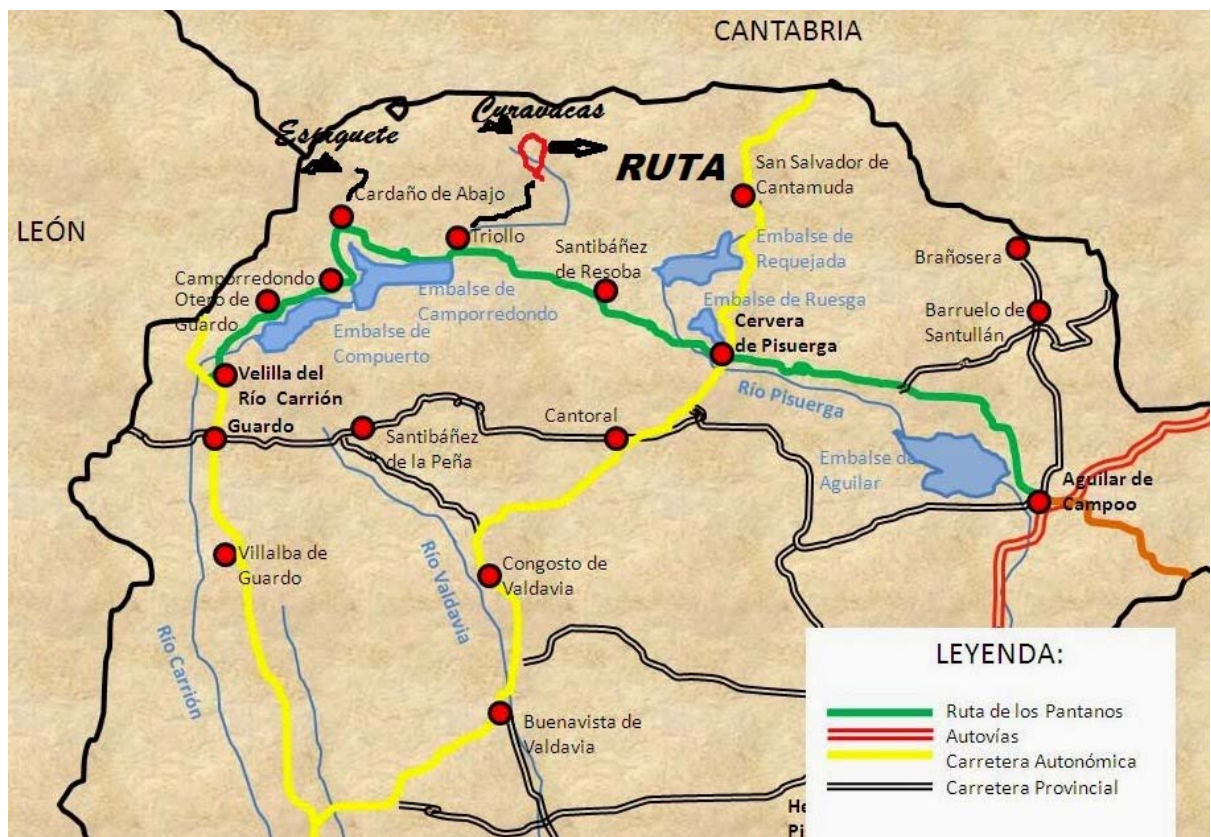 CANTABRIA
Curavacas
Espiguete
RUTA
San Salvador de
Cantamuda
Cardaño de Abajo
LEÓN
Triollo
Santibáñez
de Resoba
Embalse de
Requejada
Brañosera
Camporredondo
Otero de
Guardo
Embalse de
Camporredondo
Embalse de Ruesga
Barruelo de
Santullán
Embalse de
Compuerto
Cervera
de Pisuerga
Velilla del
Río Carrión
Río Pisuerga
Guardo
Santibáñez
de la Peña
Cantoral
Embalse de
Aguilar
Aguilar de
Campoo
Villalba de
Guardo
Río Valdavia
Congosto de
Valdavia
Río Carrión
Buenavista de
Valdavia
LEYENDA:
Ruta de los Pantanos
Autovías
Carretera Autonómica
Carretera Provincial